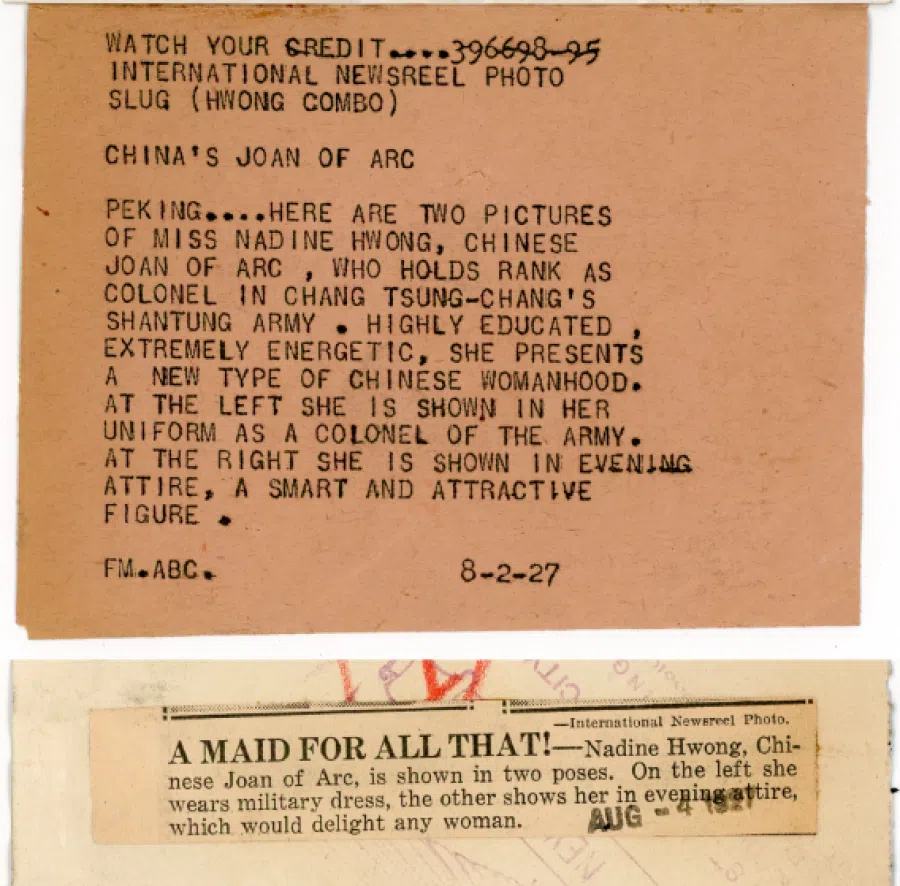 WATCH YOUR CREDIT....396698-95
INTERNATIONAL NEWSREEL PHOTO
SLUG (HWONG COMBO)
CHINA'S JOAN OF ARC
PEKING....HERE ARE TWO PICTURES
OF MISS NADINE HWONG, CHINESE
JOAN OF ARC , WHO HOLDS RANK AS
COLONEL IN CHANG TSUNG-CHANG'S
SHANTUNG ARMY . HIGHLY EDUCATED ,
EXTREMELY ENERGETIC, SHE PRESENTS
A NEW TYPE OF CHINESE WOMANHOOD.
AT THE LEFT SHE IS SHOWN IN HER
UNIFORM AS A COLONEL OF THE ARMY.
AT THE RIGHT SHE IS SHOWN IN EVENING
ATTIRE, A SMART AND ATTRACTIVE
FIGURE .
FM.ABC. 8-2-27
CITY
—International Newsreel Photo.
A MAID FOR ALL THAT!—Nadine Hwong, Chi-
nese Joan of Arc, is shown in two poses. On the left she
wears military dress, the other shows her in evening attire,
which would delight any woman.
AUG - 4 1927